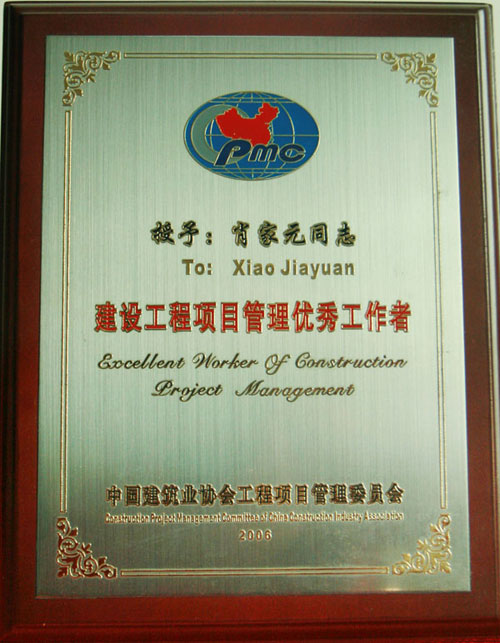 PMC
授予：肖家元同志
To: Xiao Jiayuan
建设工程项目管理优秀工作者
Excellent Worker Of Construction
Project Management
中国建筑业协会工程项目管理委员会
Construction Project Management Committee of China Construction Industry Association
2006